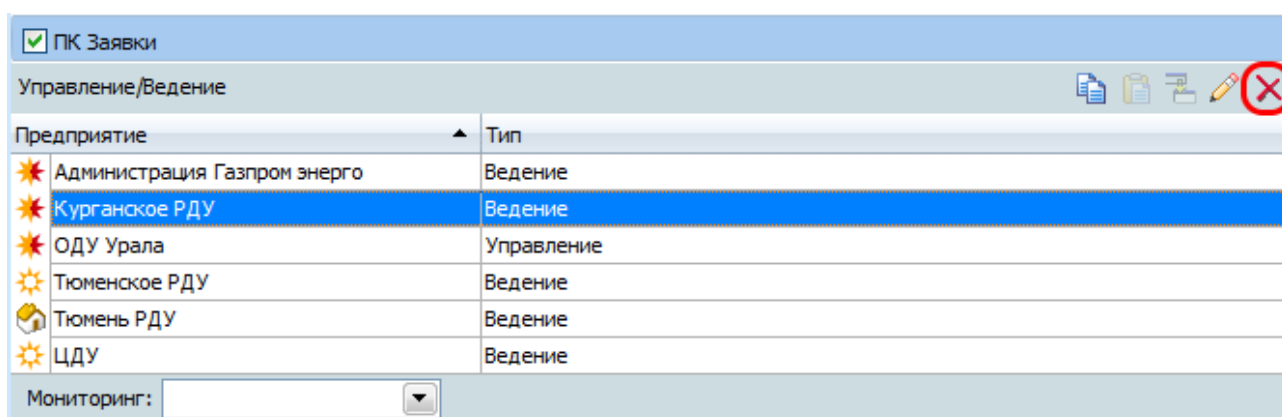 ПК Заявки
Управление/Ведение
Предприятие Тип
Администрация Газпром энерго Ведение
Курганское РДУ Ведение
ОДУ Урала Управление
Тюменское РДУ Ведение
Тюмень РДУ Ведение
ЦДУ Ведение
Мониторинг: